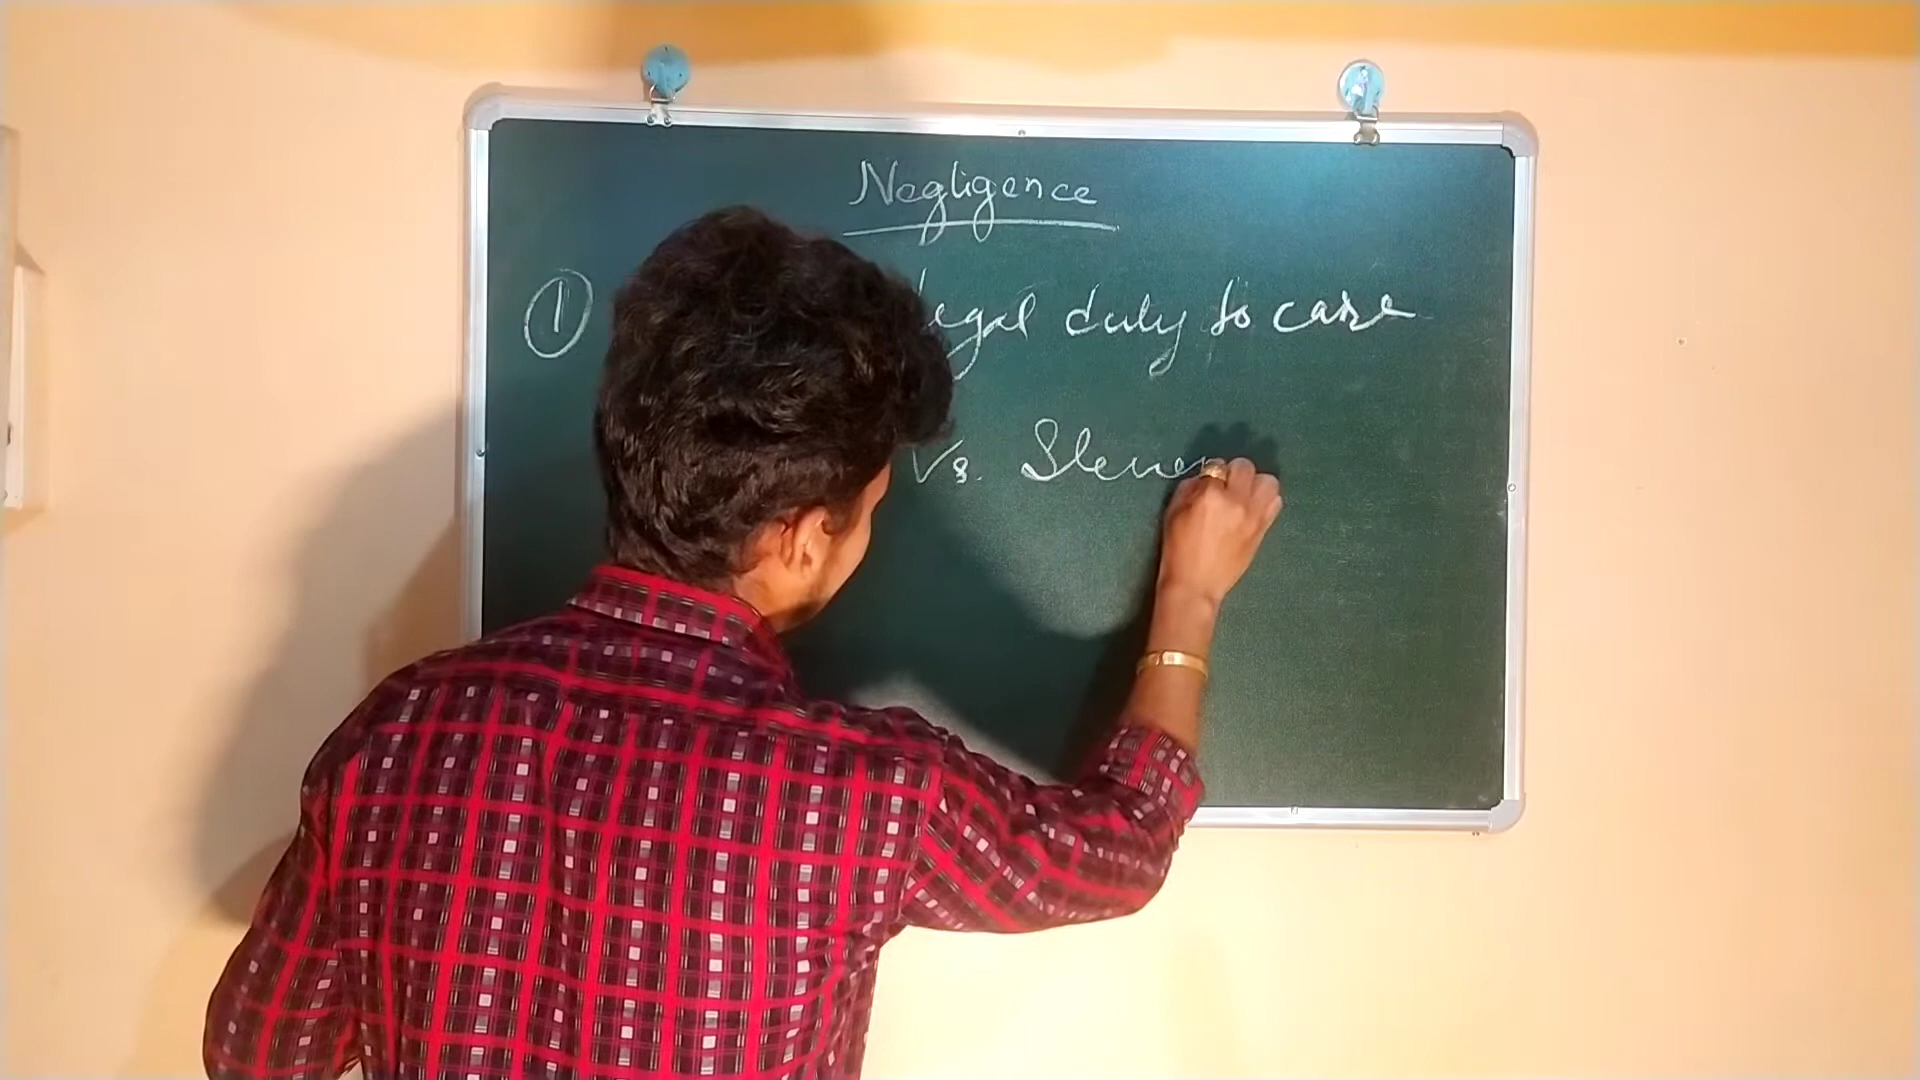 Negligence
① legal duty to care
Vs. Steven